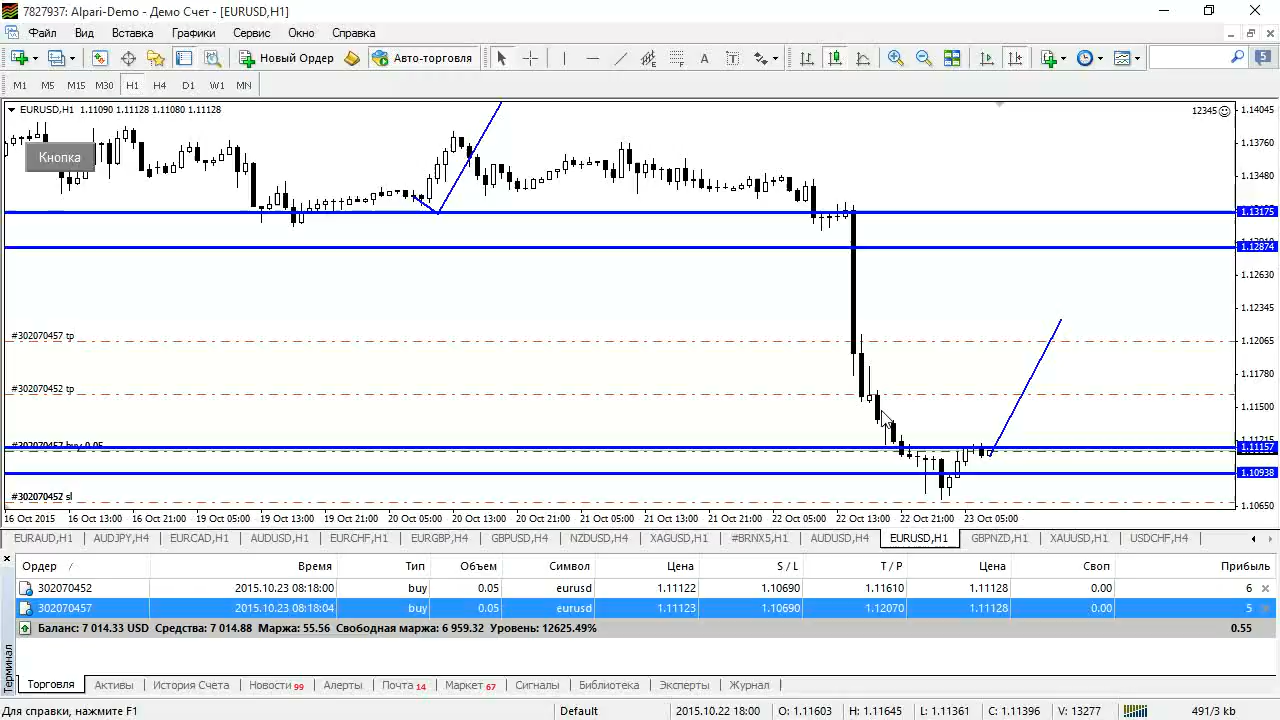 7827937: Alpari-Demo - Демо Счет - [EURUSD,H1]
Файл Вид Вставка Графики Сервис Окно Справка
Новый Ордер Авто-торговля A T 5
M1 M5 M15 M30 H1 H4 D1 W1 MN
EURUSD,H1 1.11090 1.11128 1.11080 1.11128
12345
1.14045
1.13760
Кнопка
1.13480
1.13175
1.12874
1.12630
1.12345
#302070457 tp
1.12065
1.11780
#302070452 tp
1.11500
1.11215
#302070457 buy 0.05
1.11157
1.10938
#302070452 sl
1.10650
16 Oct 2015 16 Oct 13:00 16 Oct 21:00 19 Oct 05:00 19 Oct 13:00 19 Oct 21:00 20 Oct 05:00 20 Oct 13:00 20 Oct 21:00 21 Oct 05:00 21 Oct 13:00 21 Oct 21:00 22 Oct 05:00 22 Oct 13:00 22 Oct 21:00 23 Oct 05:00
EURAUD,H1 AUDJPY,H4 EURCAD,H1 AUDUSD,H1 EURCHF,H1 EURGBP,H4 GBPUSD,H4 NZDUSD,H4 XAGUSD,H1 #BRNX5,H1 AUDUSD,H4 EURUSD,H1 GBPNZD,H1 XAUUSD,H1 USDCHF,H4
Ордер / Время Тип Объем Символ Цена S / L T / P Цена Своп Прибыль
302070452 2015.10.23 08:18:00 buy 0.05 eurusd 1.11122 1.10690 1.11610 1.11128 0.00 6
302070457 2015.10.23 08:18:04 buy 0.05 eurusd 1.11123 1.10690 1.12070 1.11128 0.00 5
Баланс: 7 014.33 USD Средства: 7 014.88 Маржа: 55.56 Свободная маржа: 6 959.32 Уровень: 12625.49% 0.55
Терминал
Торговля Активы История Счета Новости 99 Алерты Почта 14 Маркет 67 Сигналы Библиотека Эксперты Журнал
Для справки, нажмите F1 Default 2015.10.22 18:00 O: 1.11603 H: 1.11645 L: 1.11361 C: 1.11396 V: 13277 491/3 kb